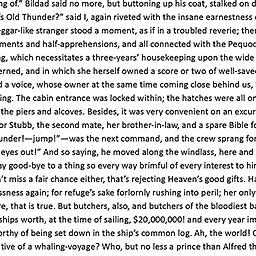 ng of." Bildad said no more, but buttoning up his coat, stalked on d
's Old Thunder?" said I, again riveted with the insane earnestness
ggar-like stranger stood a moment, as if in a troubled reverie; the
ments and half-apprehensions, and all connected with the Pequo
ng, which necessitates a three-years' housekeeping upon the wide
erned, and in which she herself owned a score or two of well-save
d a voice, whose owner at the same time coming close behind us,
ing. The cabin entrance was locked within; the hatches were all on
the piers and alcoves. Besides, it was very convenient on an excur
or Stubb, the second mate, her brother-in-law, and a spare Bible fo
under!—jump!"—was the next command, and the crew sprang for
eyes out!" And so saying, he moved along the windlass, here and
ay good-bye to a thing so every way brimful of every interest to hi
n't miss a fair chance either, that's rejecting Heaven's good gifts. Ha
ssness again; for refuge's sake forlornly rushing into peril; her only
re, that is true. But butchers, also, and butchers of the bloodiest ba
ships worth, at the time of sailing, $20,000,000! and every year im
orthy of being set down in the ship's common log. Ah, the world! O
tive of a whaling-voyage? Who, but no less a prince than Alfred th